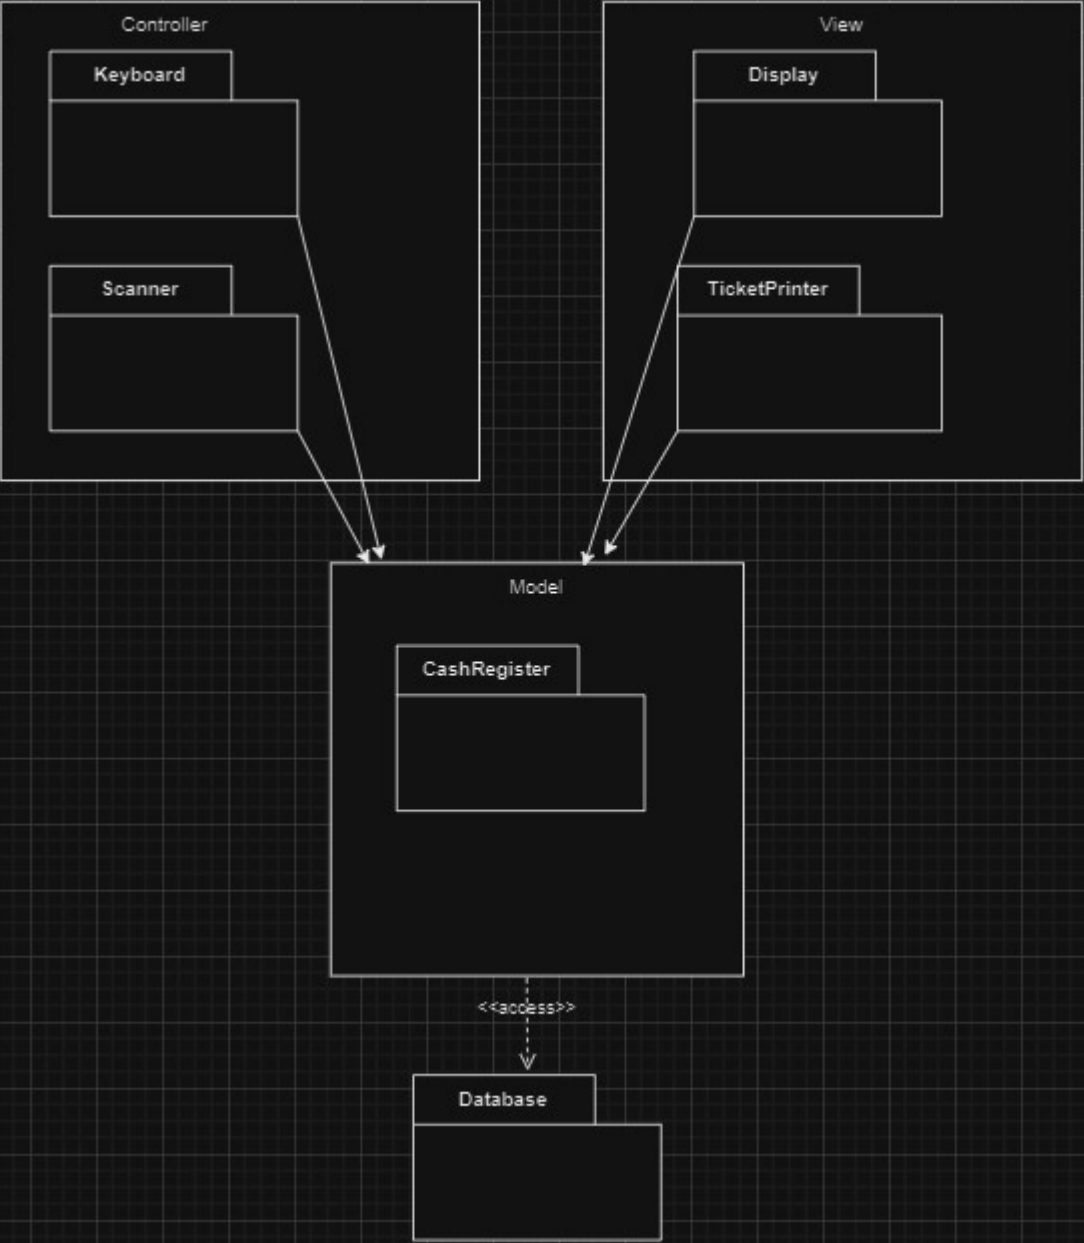 Controller
Keyboard
Scanner
View
Display
TicketPrinter
Model
CashRegister
<<access>>
Database